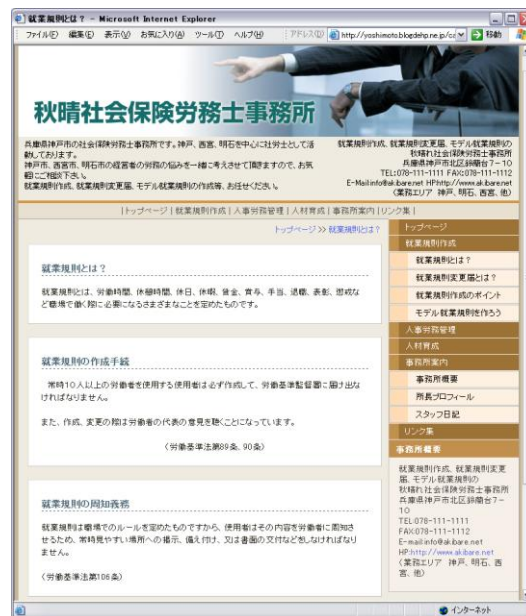 就業規則とは？ - Microsoft Internet Explorer
ファイル(F) 編集(E) 表示(V) お気に入り(A) ツール(T) ヘルプ(H)
アドレス(D) http://yoshimoto.blogdehp.ne.jp/ca 移動
秋晴社会保険労務士事務所
兵庫県神戸市の社会保険労務士事務所です。神戸、西宮、明石を中心に社労士として活
動しております。
神戸市、西宮市、明石市の経営者の労務の悩みを一緒に考えさせて頂きますので、お気
軽にご相談下さい。
就業規則作成、就業規則変更届、モデル就業規則の作成等、お任せください。
就業規則作成、就業規則変更届、モデル就業規則の
秋晴れ社会保険労務士事務所
兵庫県神戸市北区鈴蘭台7-10
TEL:078-111-1111 FAX:078-111-1112
E-Mail:info@ak.bare.net HP:http://www.ak.bare.net
(業務エリア 神戸、明石、西宮、他)
|トップページ|就業規則作成|人事労務管理|人材育成|事務所案内|リンク集|
トップページ >> 就業規則とは？
就業規則とは？
就業規則とは、労働時間、休憩時間、休日、休暇、賃金、賞与、手当、退職、表彰、懲戒な
ど職場で働く際に必要になるさまざまなことを定めたものです。
就業規則の作成手続
常時10人以上の労働者を使用する使用者は必ず作成して、労働基準監督署に届け出な
ければなりません。
また、作成、変更の際は労働者の代表の意見を聴くことになっています。
(労働基準法第89条、90条)
就業規則の周知義務
就業規則は職場でのルールを定めたものですから、使用者はその内容を労働者に周知さ
せるため、常時見やすい場所への掲示、備え付け、又は書面の交付などをしなければなり
ません。
(労働基準法第106条)
トップページ
就業規則作成
就業規則とは？
就業規則変更届とは？
就業規則作成のポイント
モデル就業規則を作ろう
人事労務管理
人材育成
事務所案内
事務所概要
所長プロフィール
スタッフ日記
リンク集
事務所概要
就業規則作成、就業規則変更
届、モデル就業規則の
秋晴れ社会保険労務士事務所
兵庫県神戸市北区鈴蘭台7-
10
TEL:078-111-1111
FAX:078-111-1112
E-mail:info@ak.bare.net
HP:http://www.akibare.net
(業務エリア 神戸、明石、西
宮、他)
インターネット